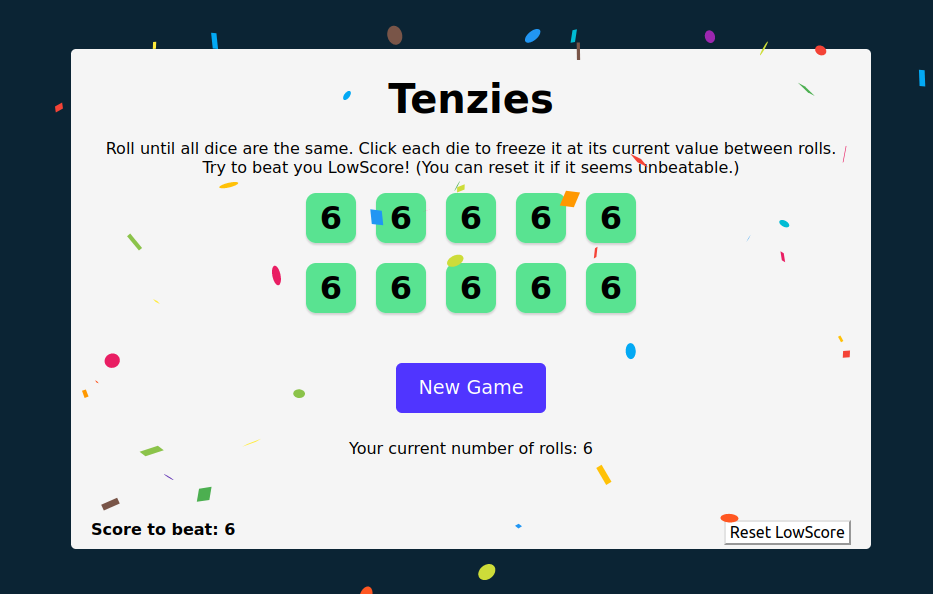 Tenzies
Roll until all dice are the same. Click each die to freeze it at its current value between rolls.
Try to beat you LowScore! (You can reset it if it seems unbeatable.)
6 6 6 6 6
6 6 6 6 6
New Game
Your current number of rolls: 6
Score to beat: 6
Reset LowScore